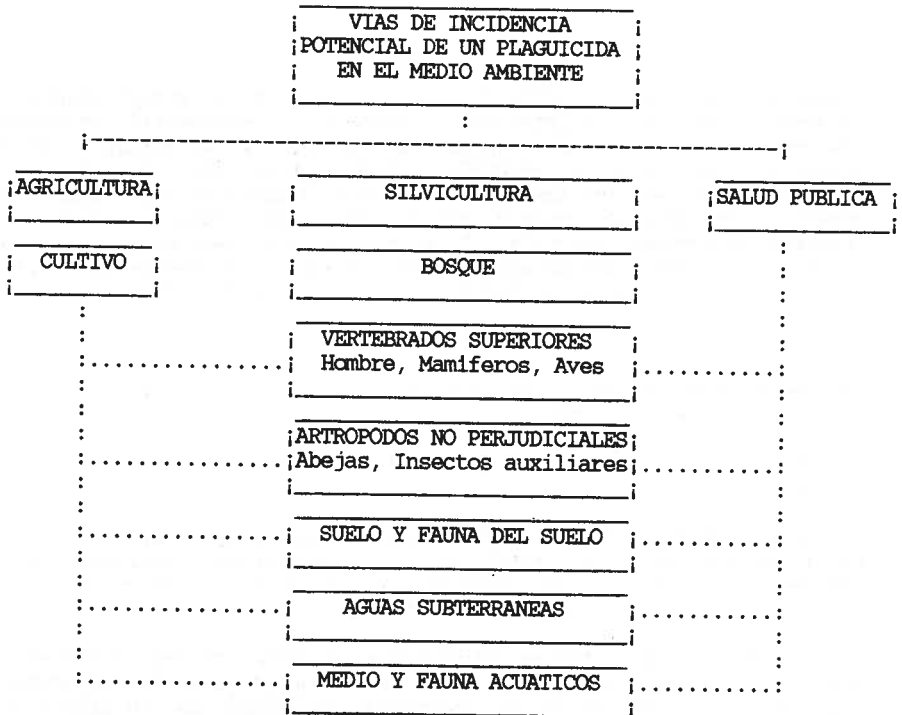 VIAS DE INCIDENCIA
POTENCIAL DE UN PLAGUICIDA
EN EL MEDIO AMBIENTE
AGRICULTURA
SILVICULTURA
SALUD PUBLICA
CULTIVO
BOSQUE
VERTEBRADOS SUPERIORES
Hombre, Mamiferos, Aves
ARTROPODOS NO PERJUDICIALES
Abejas, Insectos auxiliares
SUELO Y FAUNA DEL SUELO
AGUAS SUBTERRANEAS
MEDIO Y FAUNA ACUATICOS